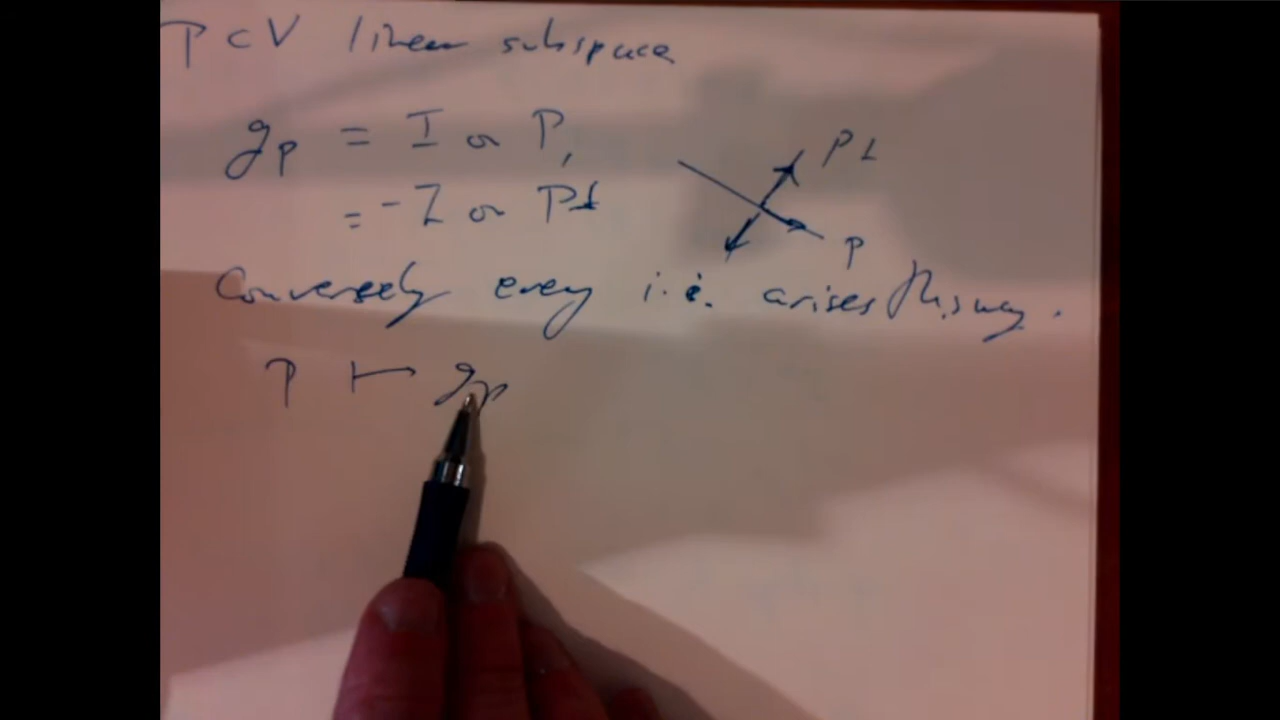 P ⊂ V linear subspace
g_P = I on P,
= -I on P⊥
P⊥
P
Conversely every i.e. arises this way.
P ↦ g_P